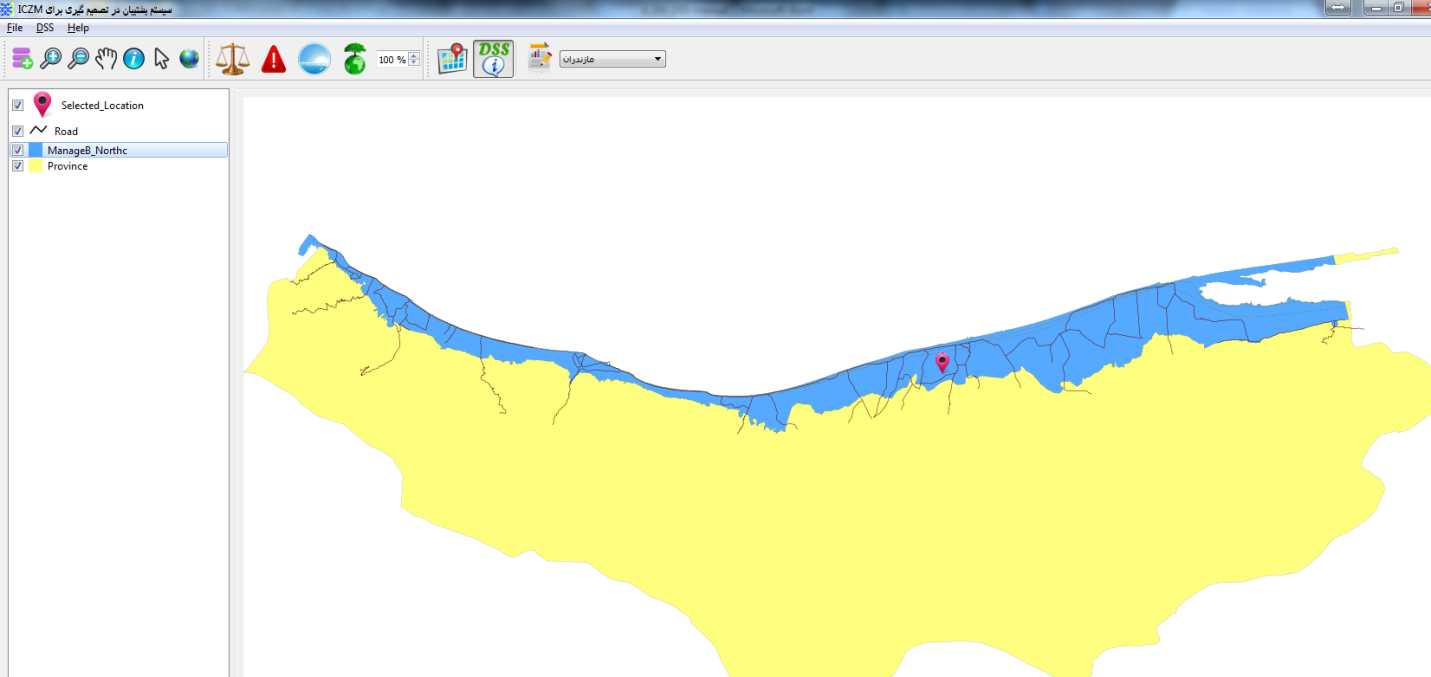 سیستم پشتیبان در تصمیم گیری برای ICZM
File DSS Help
100 %
DSS
مازندران
Selected_Location
Road
ManageB_Northc
Province